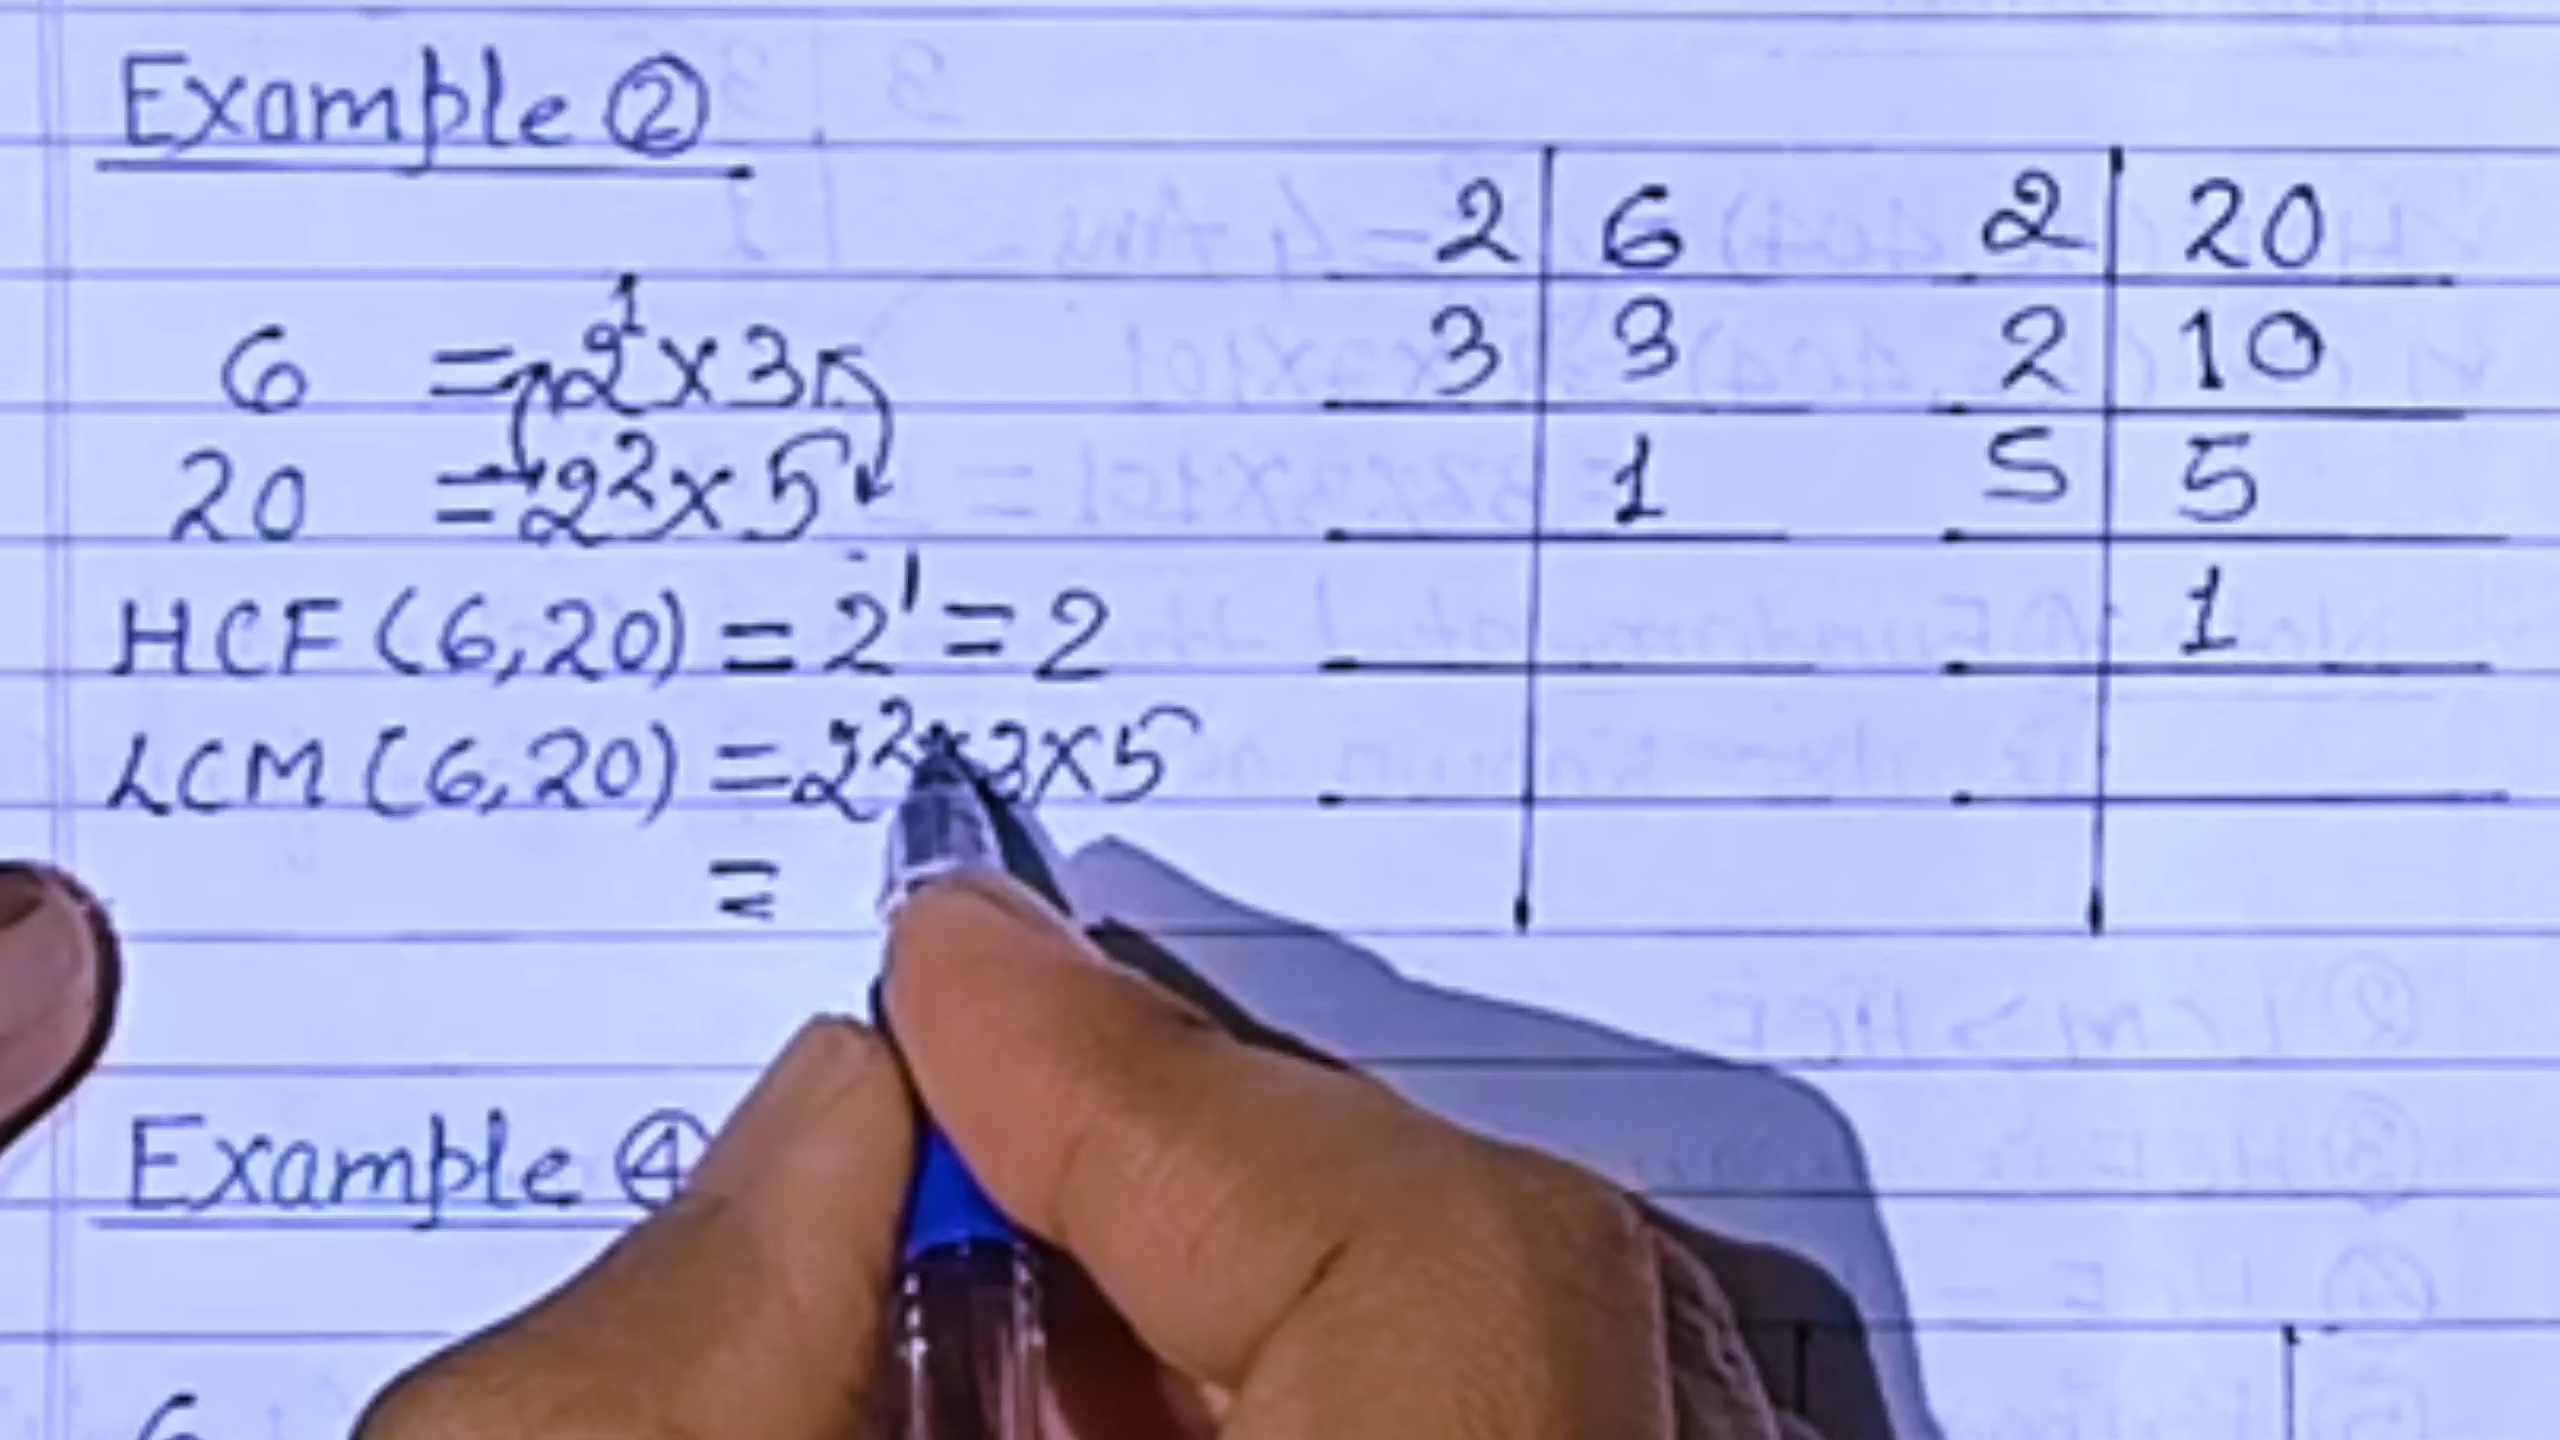 Example ②
6 = 2¹ × 3
20 = 2² × 5
HCF (6,20) = 2¹ = 2
LCM (6,20) = 2² × 3 × 5
=
2 | 6
3 | 3
1
2 | 20
2 | 10
5 | 5
1
Example ④
6